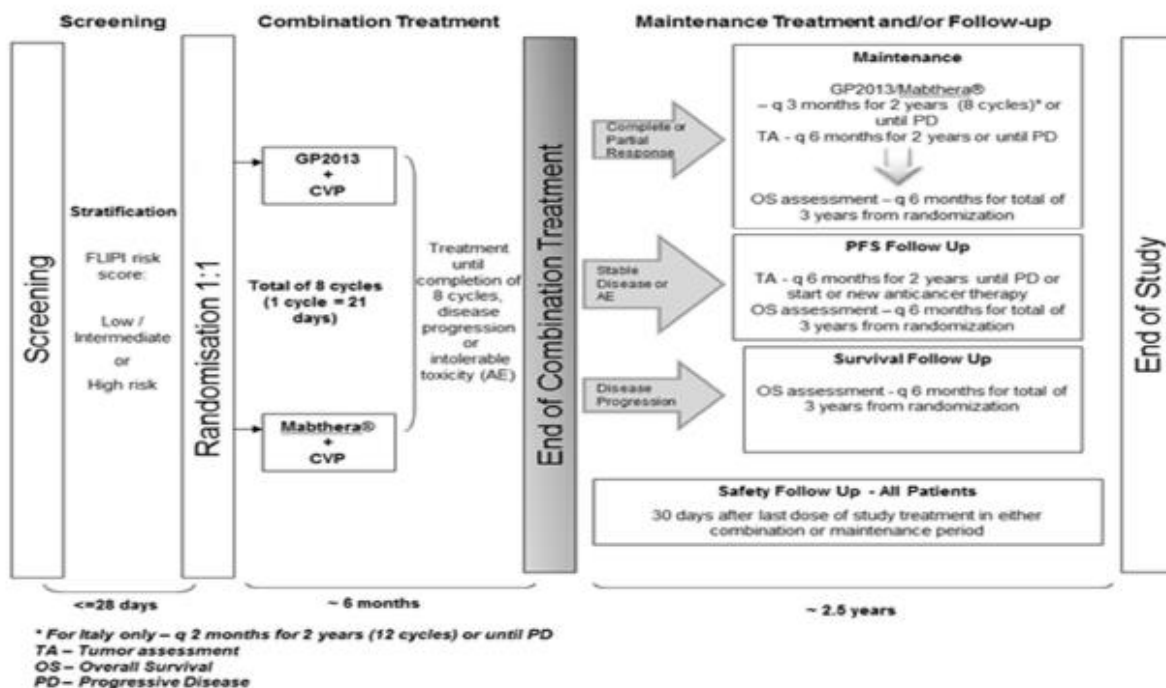 Screening
Combination Treatment
Maintenance Treatment and/or Follow-up
Screening
Stratification
FLIPI risk
score:
Low /
Intermediate
or
High risk
Randomisation 1:1
GP2013
+
CVP
Total of 8 cycles
(1 cycle = 21
days)
Mabthera®
+
CVP
Treatment
until
completion of
8 cycles,
disease
progression
or
intolerable
toxicity (AE)
End of Combination Treatment
Complete or
Partial
Response
Maintenance
GP2013/Mabthera®
– q 3 months for 2 years (8 cycles)* or
until PD
TA - q 6 months for 2 years or until PD
OS assessment – q 6 months for total of
3 years from randomization
Stable
Disease or
AE
PFS Follow Up
TA - q 6 months for 2 years until PD or
start or new anticancer therapy
OS assessment – q 6 months for total of
3 years from randomization
Disease
Progression
Survival Follow Up
OS assessment - q 6 months for total of
3 years from randomization
Safety Follow Up - All Patients
30 days after last dose of study treatment in either
combination or maintenance period
End of Study
<=28 days
~ 6 months
~ 2.5 years
* For Italy only – q 2 months for 2 years (12 cycles) or until PD
TA – Tumor assessment
OS – Overall Survival
PD – Progressive Disease